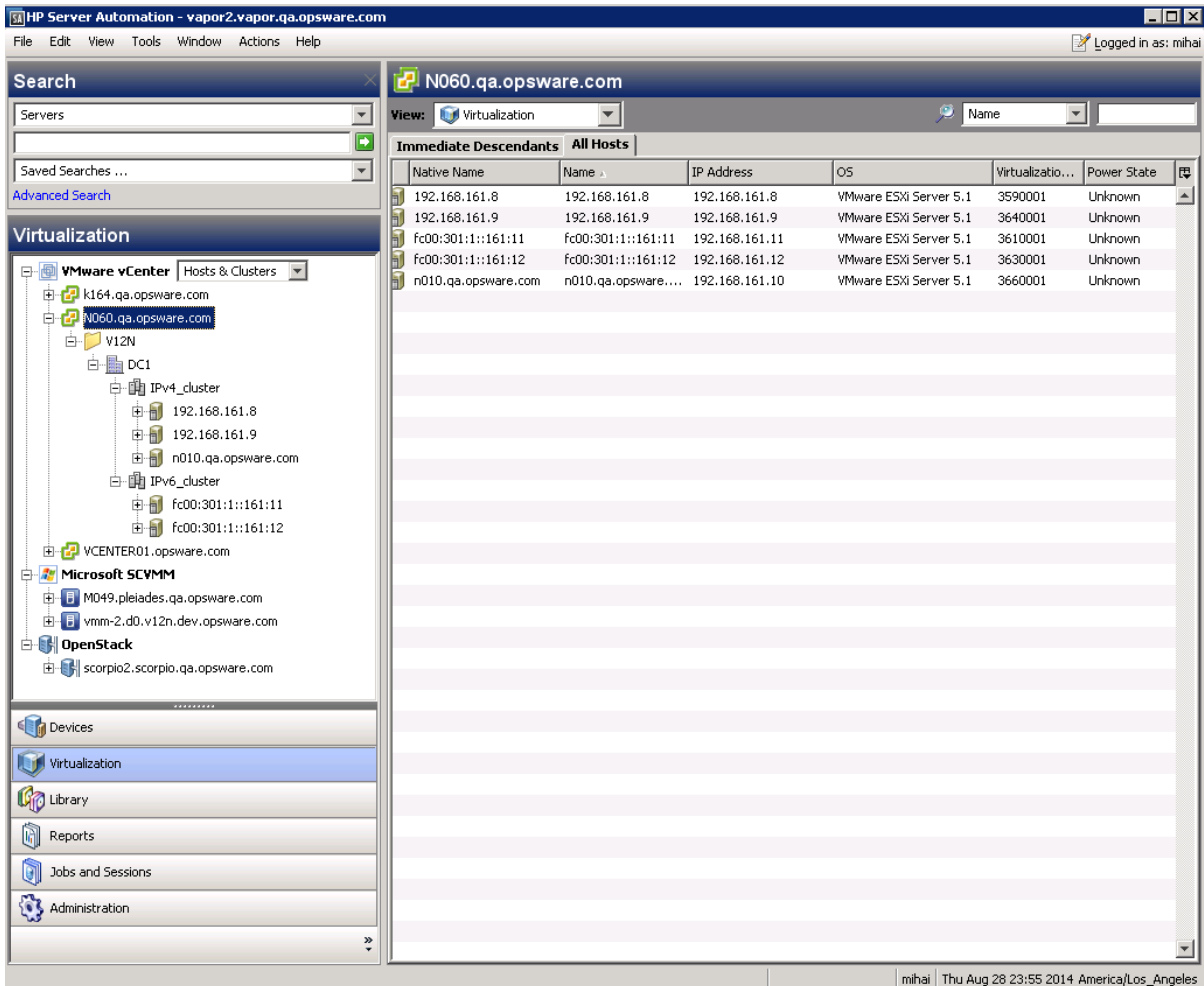 HP Server Automation - vapor2.vapor.qa.opsware.com
File Edit View Tools Window Actions Help
Logged in as: mihai
Search
Servers
Saved Searches ...
Advanced Search
Virtualization
VMware vCenter Hosts & Clusters
k164.qa.opsware.com
N060.qa.opsware.com
V12N
DC1
IPv4_cluster
192.168.161.8
192.168.161.9
n010.qa.opsware.com
IPv6_cluster
fc00:301:1::161:11
fc00:301:1::161:12
VCENTER01.opsware.com
Microsoft SCVMM
M049.pleiades.qa.opsware.com
vmm-2.d0.v12n.dev.opsware.com
OpenStack
scorpio2.scorpio.qa.opsware.com
Devices
Virtualization
Library
Reports
Jobs and Sessions
Administration
N060.qa.opsware.com
View: Virtualization Name
Immediate Descendants All Hosts
Native Name Name IP Address OS Virtualizatio... Power State
192.168.161.8 192.168.161.8 192.168.161.8 VMware ESXi Server 5.1 3590001 Unknown
192.168.161.9 192.168.161.9 192.168.161.9 VMware ESXi Server 5.1 3640001 Unknown
fc00:301:1::161:11 fc00:301:1::161:11 192.168.161.11 VMware ESXi Server 5.1 3610001 Unknown
fc00:301:1::161:12 fc00:301:1::161:12 192.168.161.12 VMware ESXi Server 5.1 3630001 Unknown
n010.qa.opsware.com n010.qa.opsware.... 192.168.161.10 VMware ESXi Server 5.1 3660001 Unknown
mihai Thu Aug 28 23:55 2014 America/Los_Angeles